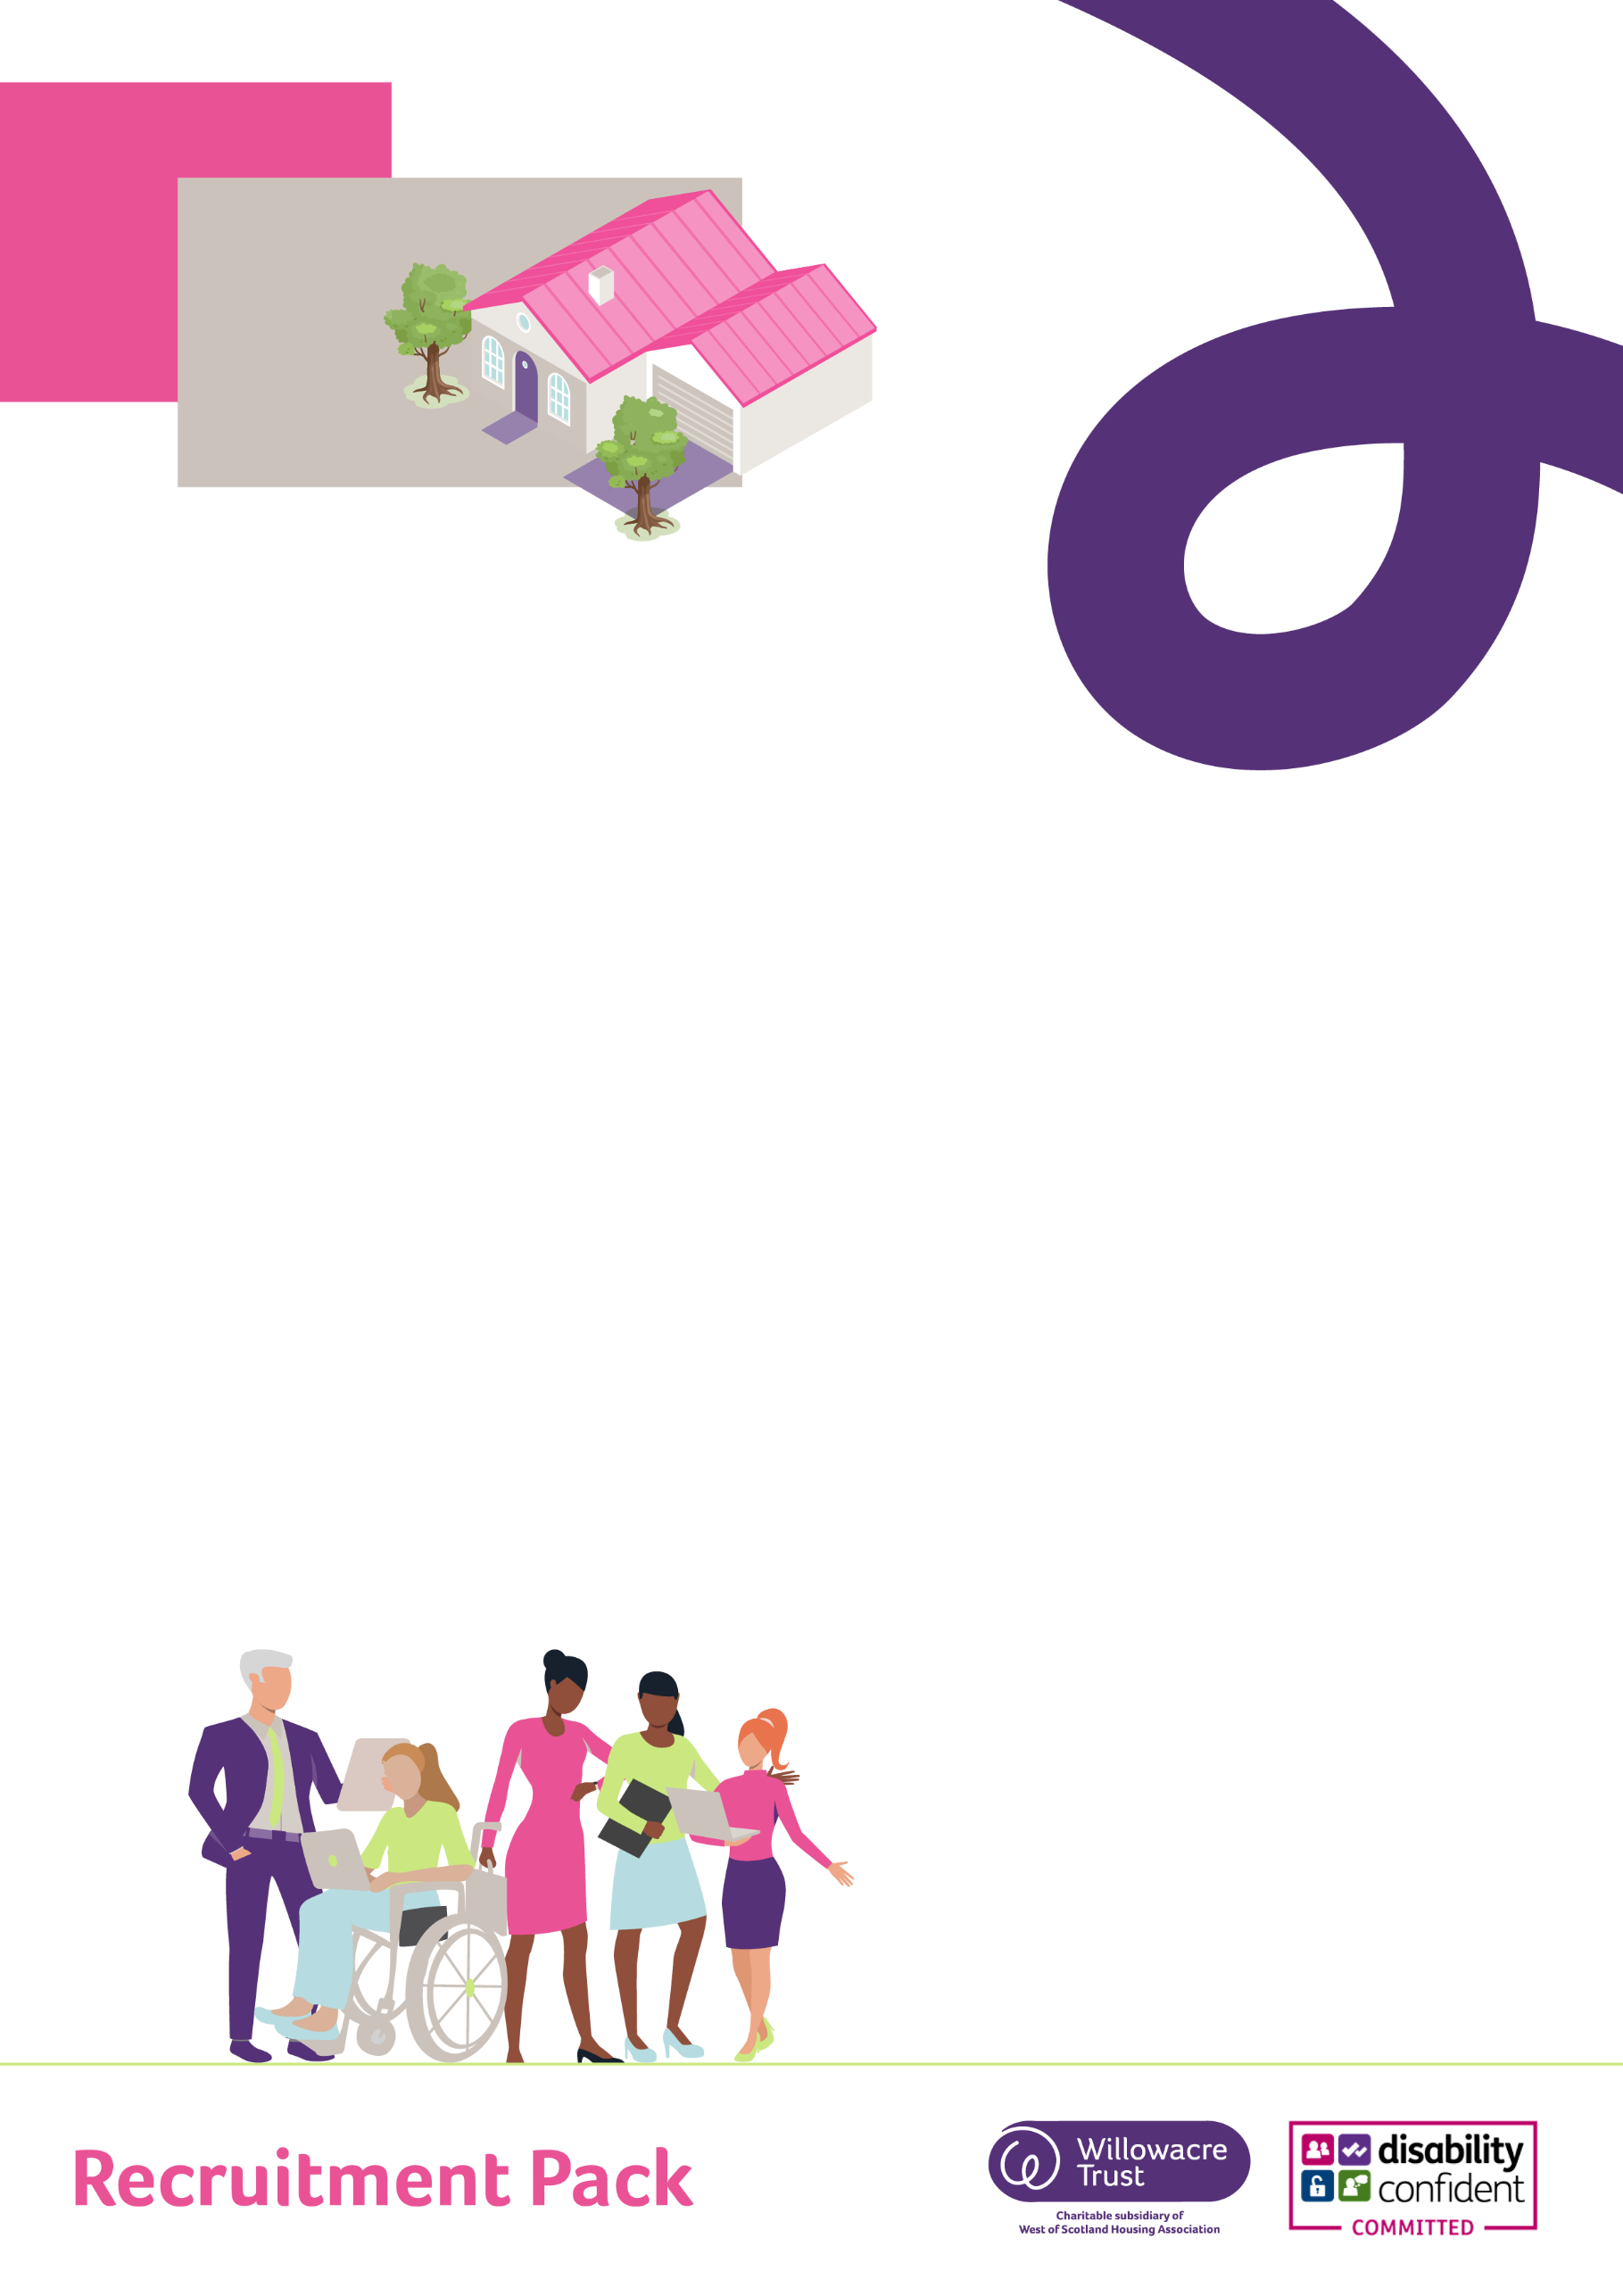 Recruitment Pack
Willowacre
Trust
Charitable subsidiary of
West of Scotland Housing Association
disability
confident
COMMITTED